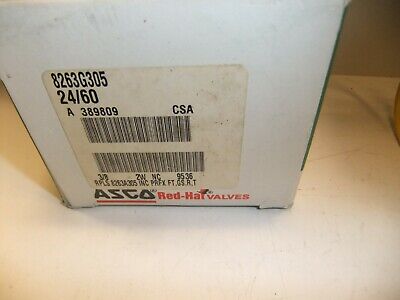 8263G305
24/60
A 389809 CSA
3/8 2W NC 9536
RPLS 8263A305 INC PRFX FT,GS,R,T
ASCO Red-Hat VALVES